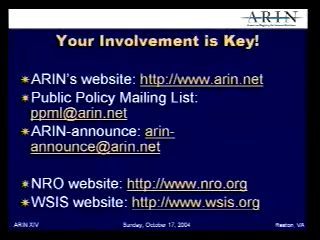 ARIN
Your Involvement is Key!
ARIN's website: http://www.arin.net
Public Policy Mailing List:
ppml@arin.net
ARIN-announce: arin-
announce@arin.net
NRO website: http://www.nro.org
WSIS website: http://www.wsis.org
ARIN XIV Sunday, October 17, 2004 Reston, VA